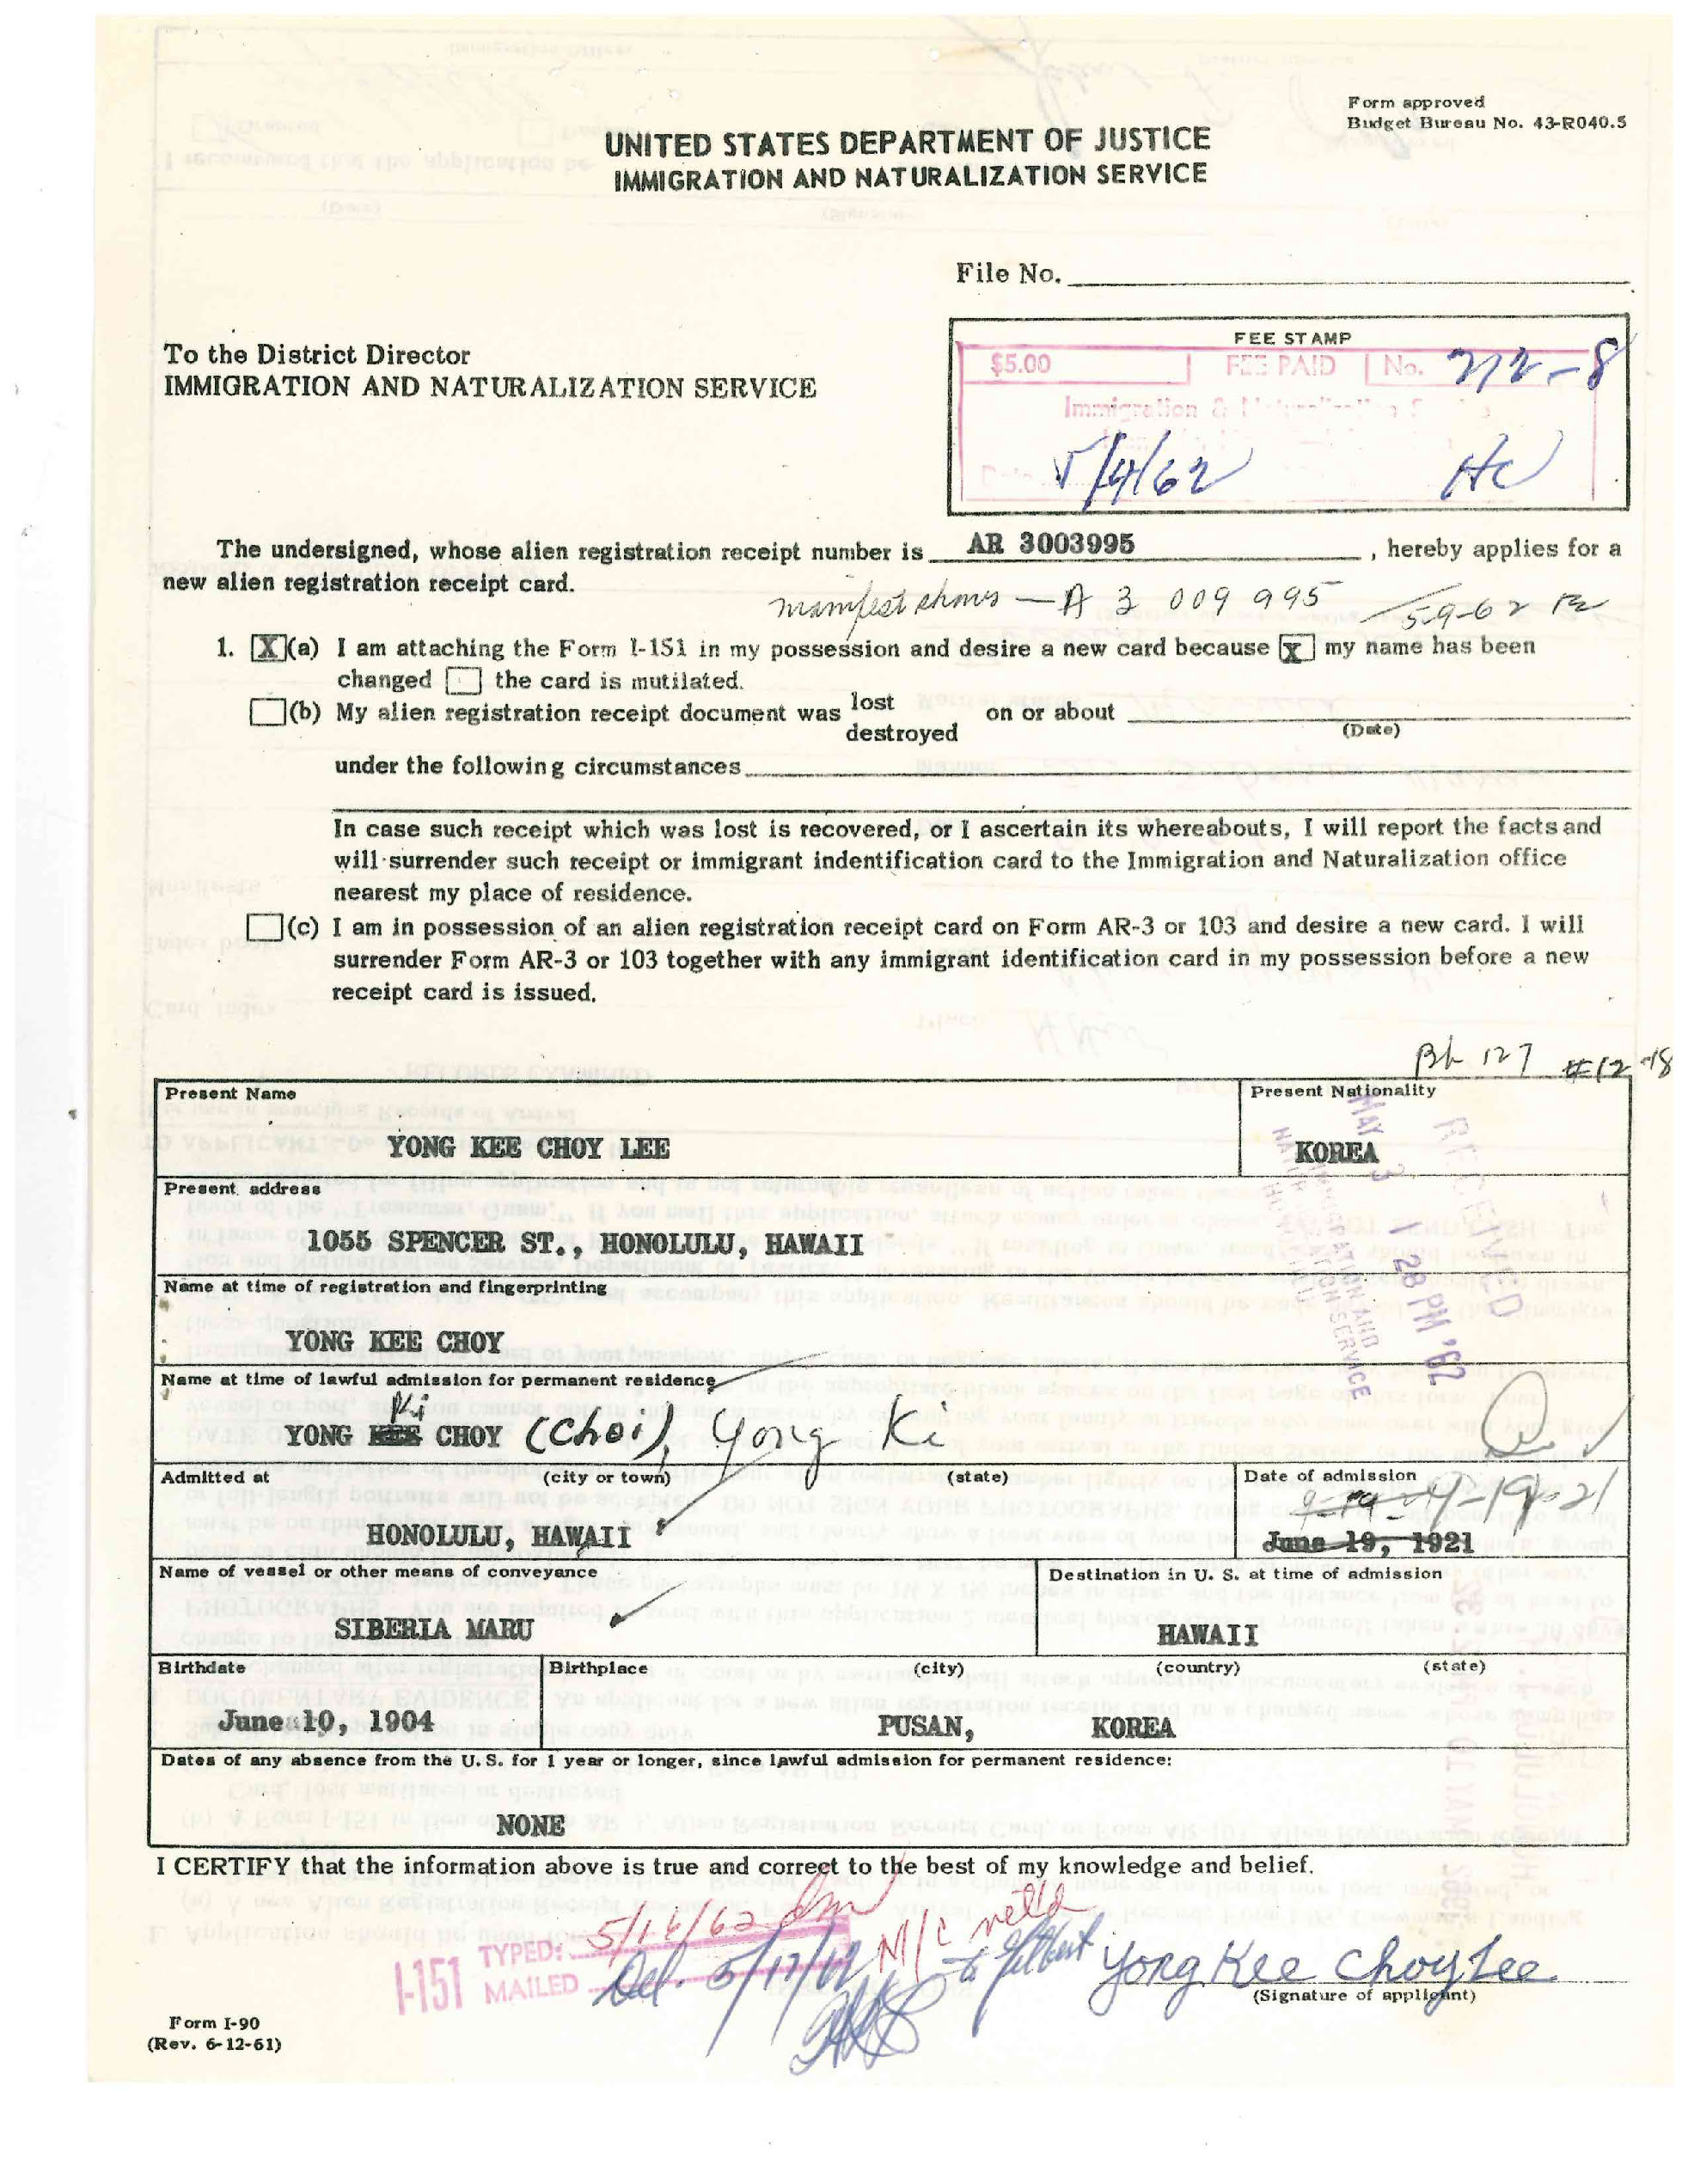 Form approved
Budget Bureau No. 43-R040.5
UNITED STATES DEPARTMENT OF JUSTICE
IMMIGRATION AND NATURALIZATION SERVICE
File No.
To the District Director
IMMIGRATION AND NATURALIZATION SERVICE
FEE STAMP
$5.00 FEE PAID No. 212-8
Immigration &
5/4/62 HC
The undersigned, whose alien registration receipt number is AR 3003995, hereby applies for a
new alien registration receipt card.
manifest shows — A 3 009 995 5-9-62
1. X (a) I am attaching the Form I-151 in my possession and desire a new card because X my name has been
changed the card is mutilated.
(b) My alien registration receipt document was lost destroyed on or about
(Date)
under the following circumstances
In case such receipt which was lost is recovered, or I ascertain its whereabouts, I will report the facts and
will surrender such receipt or immigrant indentification card to the Immigration and Naturalization office
nearest my place of residence.
(c) I am in possession of an alien registration receipt card on Form AR-3 or 103 and desire a new card. I will
surrender Form AR-3 or 103 together with any immigrant identification card in my possession before a new
receipt card is issued.
Bk 127 #12-18
Present Name Present Nationality
YONG KEE CHOY LEE KOREA
RECEIVED
MAY 3 1 28 PM '62
IMMIGRATION AND
NATURALIZATION SERVICE
Present address
1055 SPENCER ST., HONOLULU, HAWAII
Name at time of registration and fingerprinting
YONG KEE CHOY
Name at time of lawful admission for permanent residence
Ki
YONG KEE CHOY (Choi), Yong Ki
Admitted at (city or town) (state) Date of admission
4-19-21
HONOLULU, HAWAII June 19, 1921
Name of vessel or other means of conveyance Destination in U. S. at time of admission
SIBERIA MARU HAWAII
Birthdate Birthplace (city) (country) (state)
June 10, 1904 PUSAN, KOREA
Dates of any absence from the U. S. for 1 year or longer, since lawful admission for permanent residence:
NONE
I CERTIFY that the information above is true and correct to the best of my knowledge and belief.
I-151 TYPED: 5/16/62
MAILED Del. 5/17/62
Yong Kee Choy Lee
(Signature of applicant)
Form I-90
(Rev. 6-12-61)